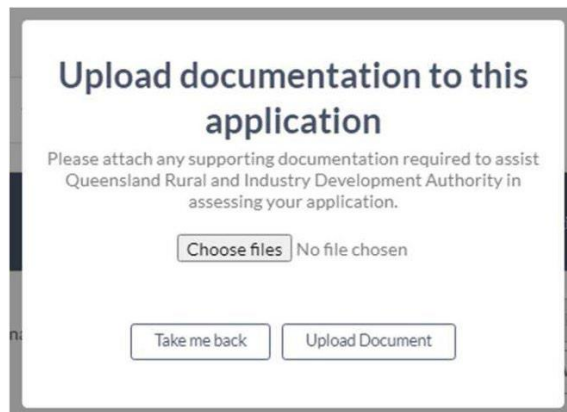 Upload documentation to this
application
Please attach any supporting documentation required to assist
Queensland Rural and Industry Development Authority in
assessing your application.
Choose files No file chosen
Take me back Upload Document